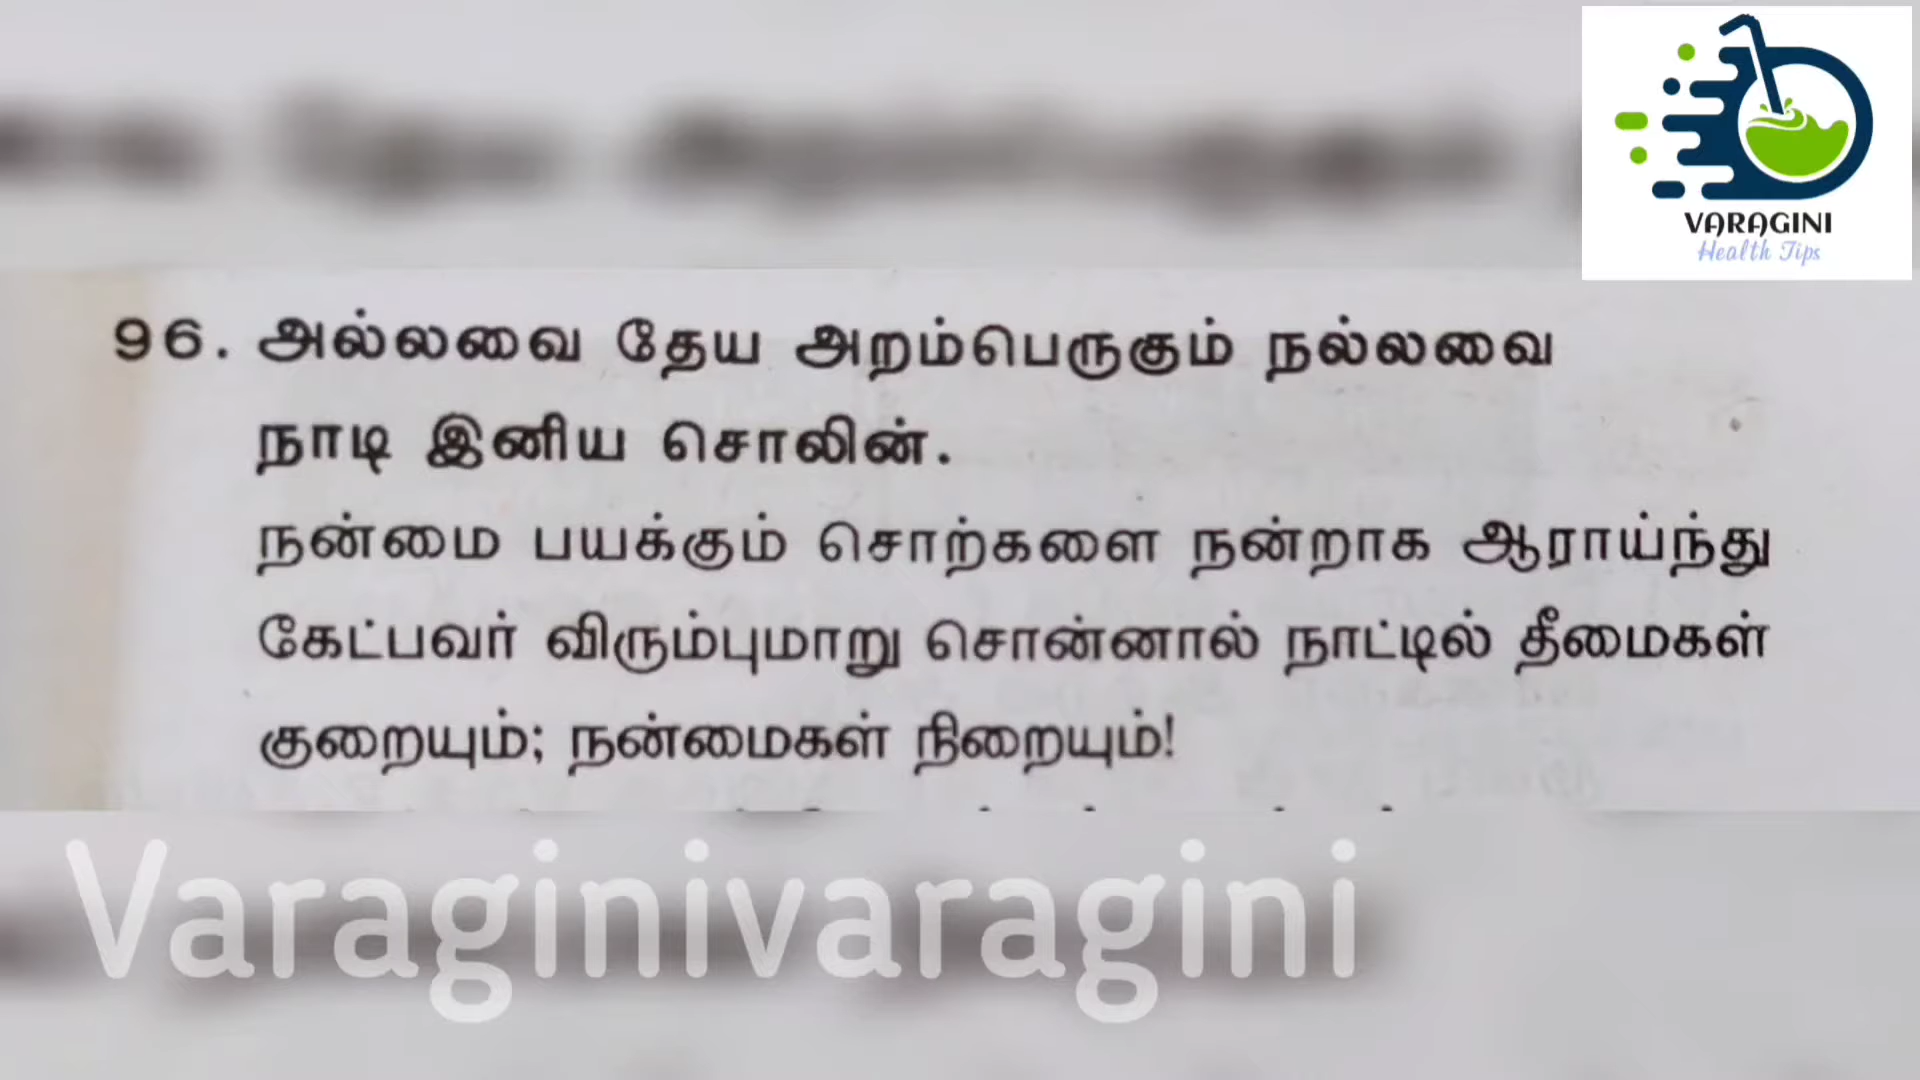 VARAGINI
Health Tips
96. அல்லவை தேய அறம்பெருகும் நல்லவை
நாடி இனிய சொலின்.
நன்மை பயக்கும் சொற்களை நன்றாக ஆராய்ந்து
கேட்பவர் விரும்புமாறு சொன்னால் நாட்டில் தீமைகள்
குறையும்; நன்மைகள் நிறையும்!
Varaginivaragini